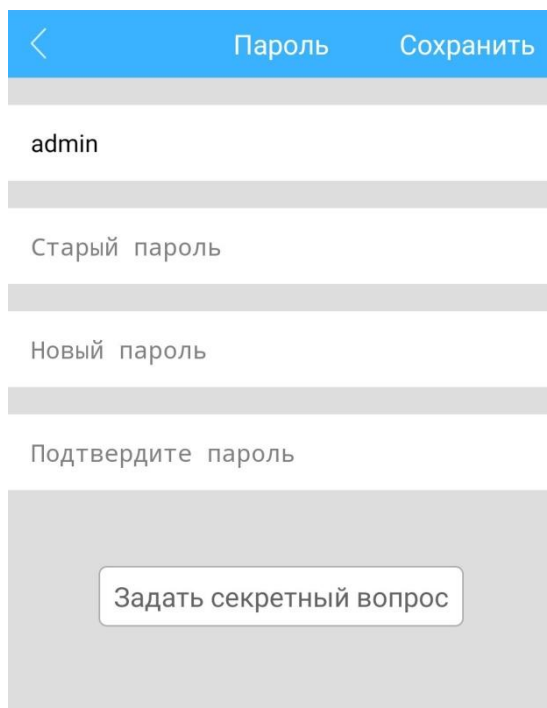 Пароль Сохранить
admin
Старый пароль
Новый пароль
Подтвердите пароль
Задать секретный вопрос